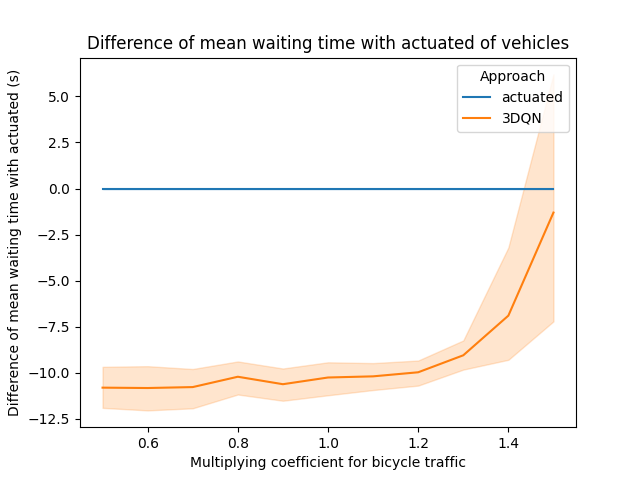 Difference of mean waiting time with actuated of vehicles
Difference of mean waiting time with actuated (s)
5.0
2.5
0.0
−2.5
−5.0
−7.5
−10.0
−12.5
Approach
actuated
3DQN
0.6 0.8 1.0 1.2 1.4
Multiplying coefficient for bicycle traffic